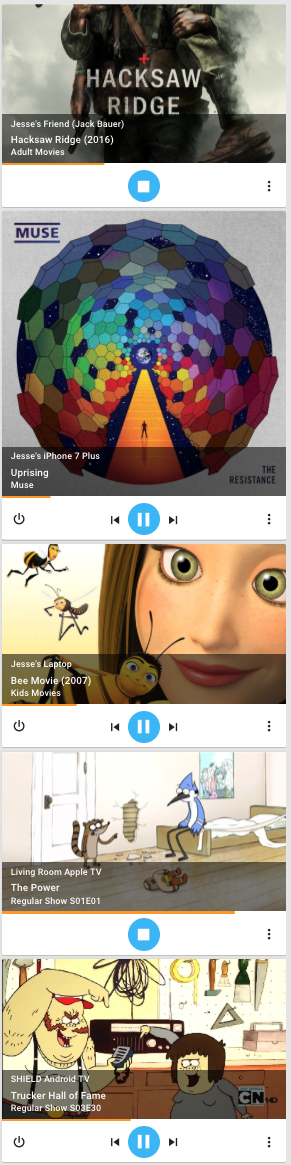 HACKSAW
RIDGE
Jesse's Friend (Jack Bauer)
Hacksaw Ridge (2016)
Adult Movies
MUSE
THE
RESISTANCE
Jesse's iPhone 7 Plus
Uprising
Muse
Jesse's Laptop
Bee Movie (2007)
Kids Movies
Living Room Apple TV
The Power
Regular Show S01E01
SHIELD Android TV
Trucker Hall of Fame
Regular Show S03E30
CN HD